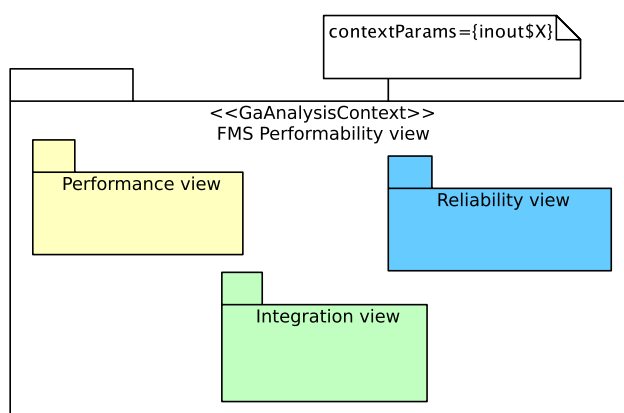 contextParams={inout$X}
<<GaAnalysisContext>>
FMS Performability view
Performance view
Reliability view
Integration view